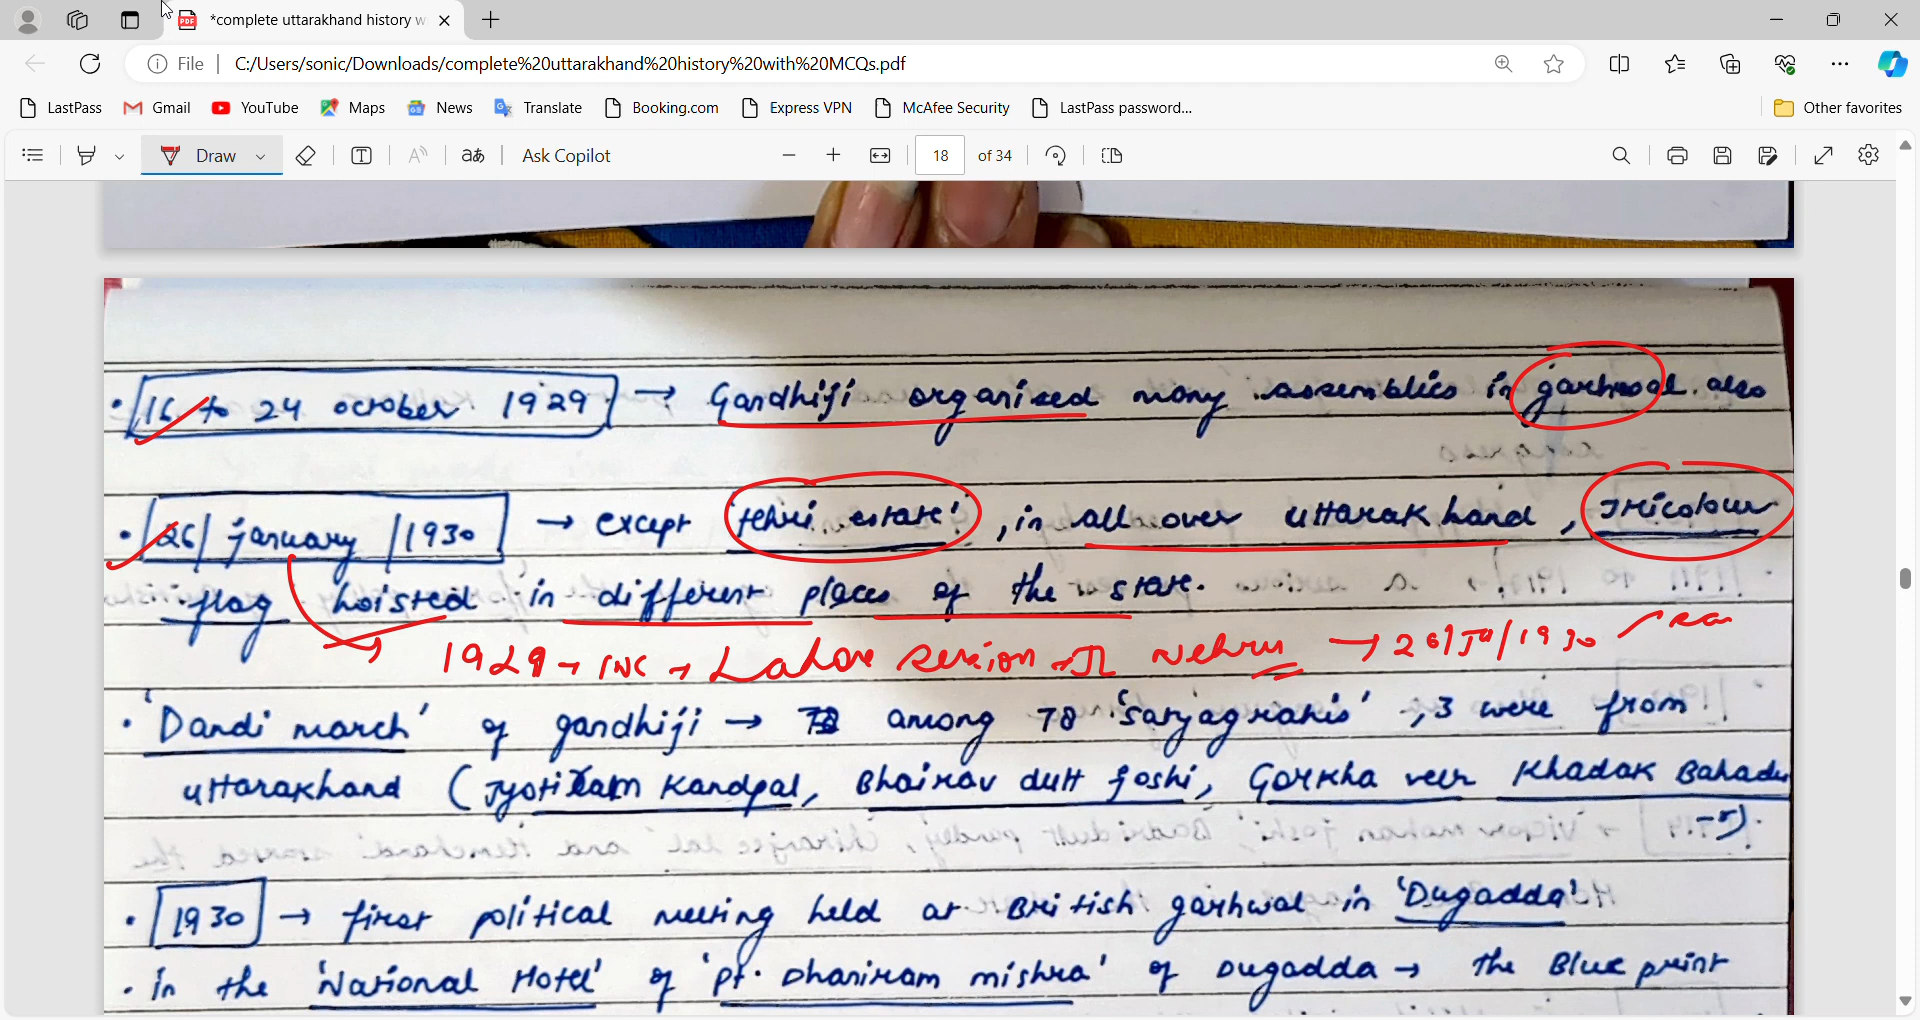 *complete uttarakhand history w
File
C:/Users/sonic/Downloads/complete%20uttarakhand%20history%20with%20MCQs.pdf
LastPass Gmail YouTube Maps News Translate Booking.com Express VPN McAfee Security LastPass password... Other favorites
Draw Ask Copilot 18 of 34
• 16 to 24 october 1929 → Gandhiji organised many assemblies in garhwal also
• 26/january/1930 → except 'tehri estate', in all over uttarakhand, Tricolour
flag hoisted in different places of the state.
1929 → INC → Lahore session → JL Nehru → 26/Ja/1930
• 'Dandi march' of gandhiji → among 78 'satyagrahis', 3 were from
uttarakhand (Jyotiram Kandpal, Bhairav dutt joshi, Gorkha veer Khadak Bahadu
-r).
• 1930 → first political meeting held at British garhwal in 'Dugadda'
• in the 'National Hotel' of 'Pt. Dhaniram mishra' of Dugadda → the Blue print